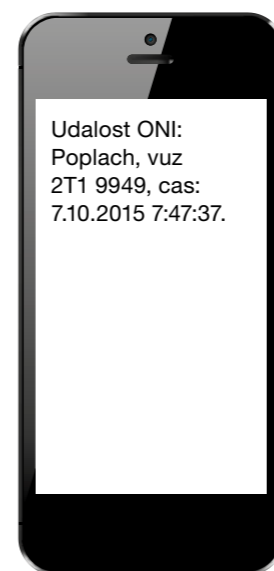 Udalost ONI:
Poplach, vuz
2T1 9949, cas:
7.10.2015 7:47:37.